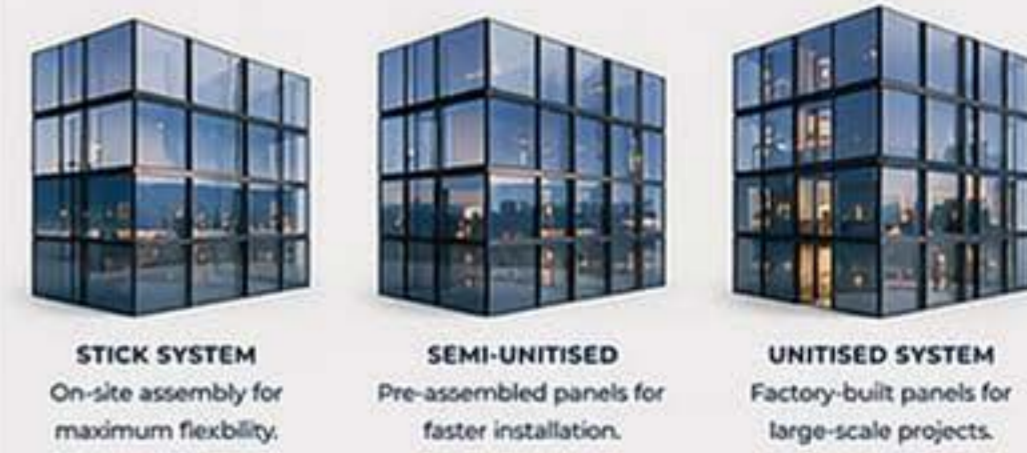 STICK SYSTEM
On-site assembly for
maximum flexbility.
SEMI-UNITISED
Pre-assembled panels for
faster installation.
UNITISED SYSTEM
Factory-built panels for
large-scale projects.